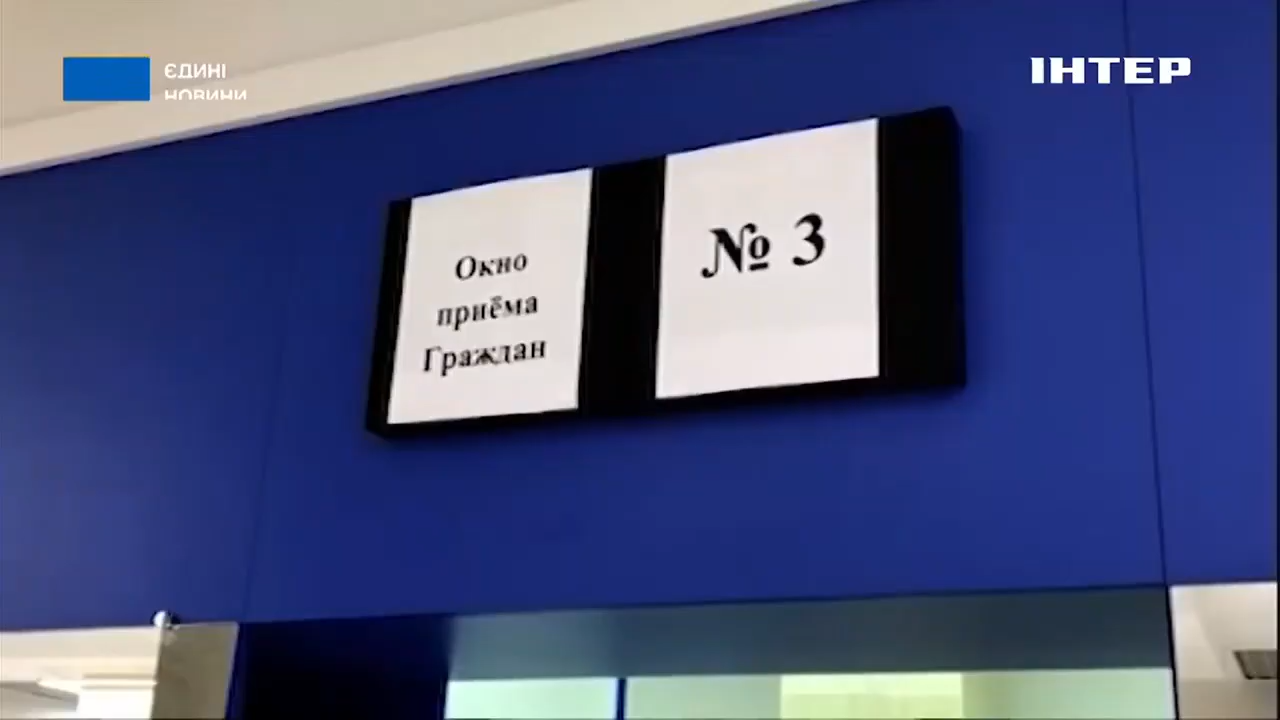 ЄДИНІ
НОВИНИ
ІНТЕР
Окно
приёма
Граждан
№ 3